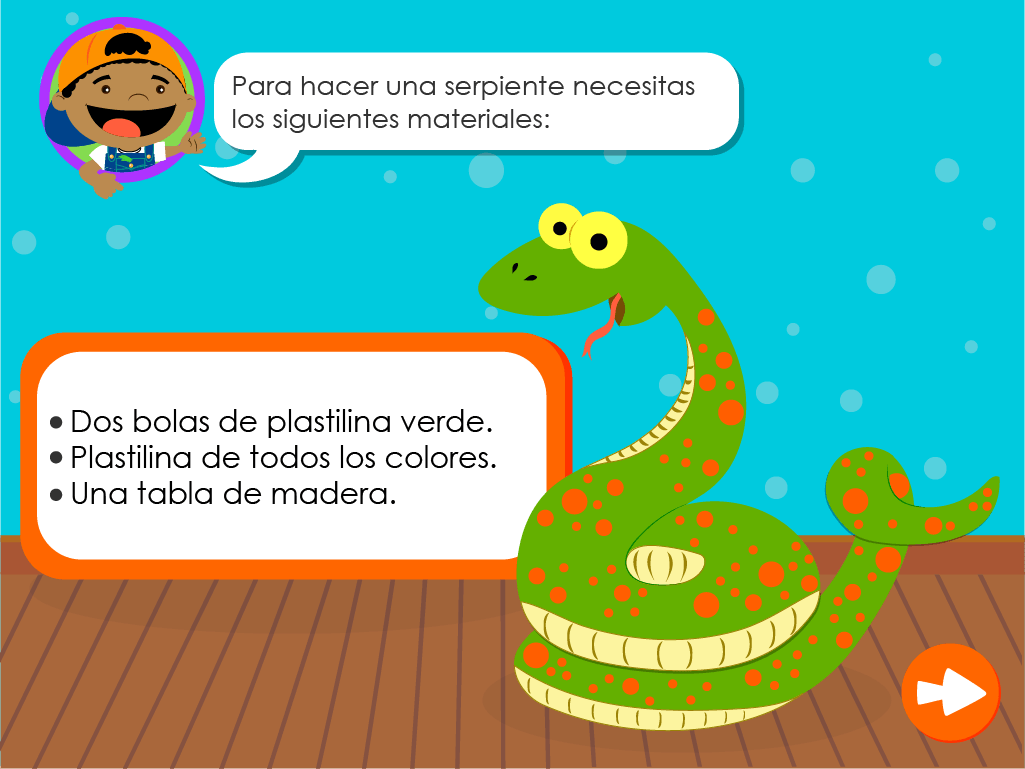 Para hacer una serpiente necesitas
los siguientes materiales:
• Dos bolas de plastilina verde.
• Plastilina de todos los colores.
• Una tabla de madera.